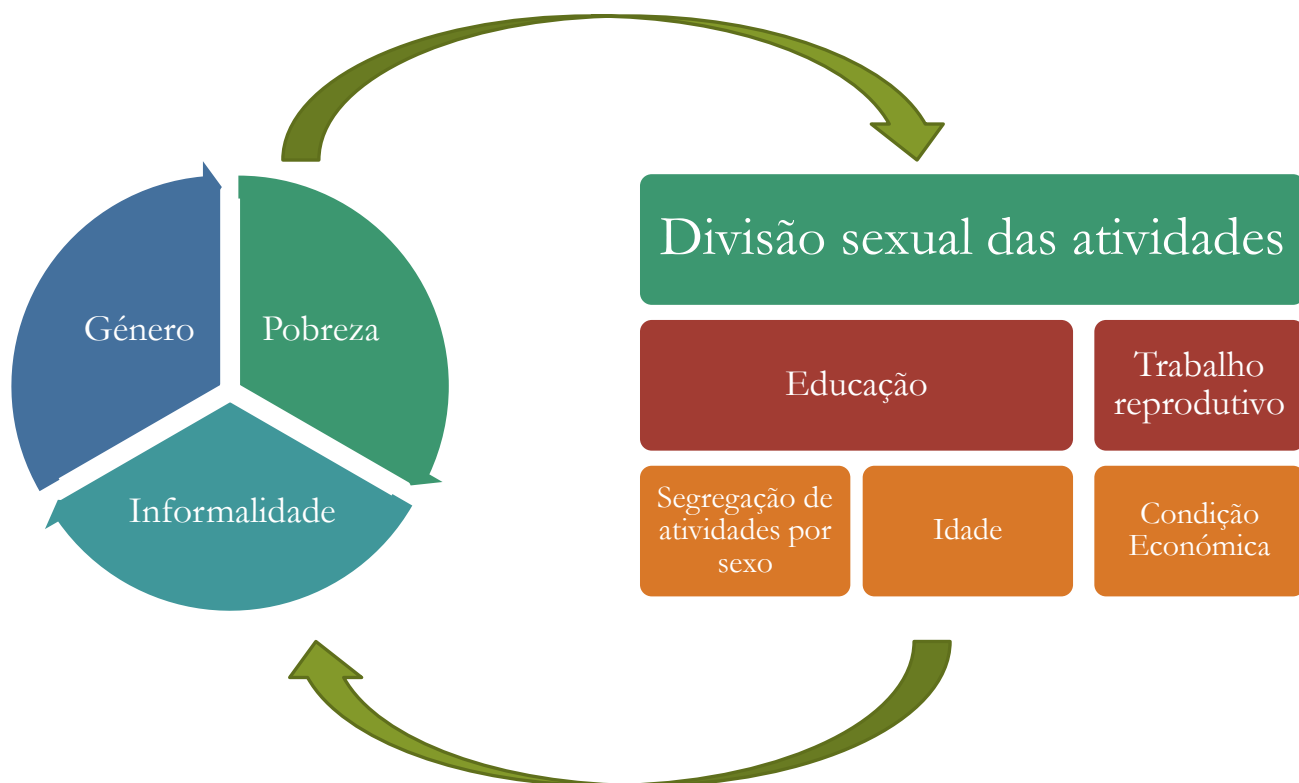 Género
Pobreza
Informalidade
Divisão sexual das atividades
Educação
Trabalho
reprodutivo
Segregação de
atividades por
sexo
Idade
Condição
Económica